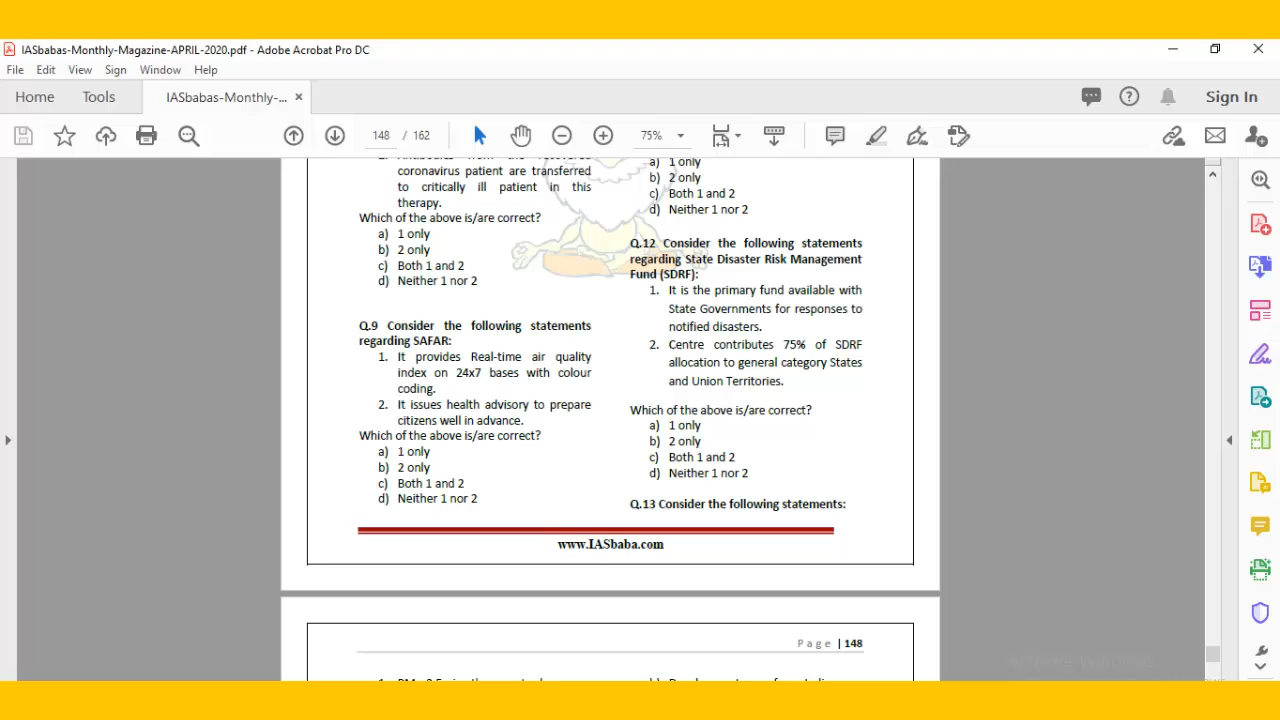 IASbabas-Monthly-Magazine-APRIL-2020.pdf - Adobe Acrobat Pro DC
File Edit View Sign Window Help
Home Tools IASbabas-Monthly-... × Sign In
148 / 162 75%
coronavirus patient are transferred
to critically ill patient in this
therapy.
Which of the above is/are correct?
a) 1 only
b) 2 only
c) Both 1 and 2
d) Neither 1 nor 2
Q.9 Consider the following statements
regarding SAFAR:
1. It provides Real-time air quality
index on 24x7 bases with colour
coding.
2. It issues health advisory to prepare
citizens well in advance.
Which of the above is/are correct?
a) 1 only
b) 2 only
c) Both 1 and 2
d) Neither 1 nor 2
a) 1 only
b) 2 only
c) Both 1 and 2
d) Neither 1 nor 2
Q.12 Consider the following statements
regarding State Disaster Risk Management
Fund (SDRF):
1. It is the primary fund available with
State Governments for responses to
notified disasters.
2. Centre contributes 75% of SDRF
allocation to general category States
and Union Territories.
Which of the above is/are correct?
a) 1 only
b) 2 only
c) Both 1 and 2
d) Neither 1 nor 2
Q.13 Consider the following statements:
www.IASbaba.com
Page | 148